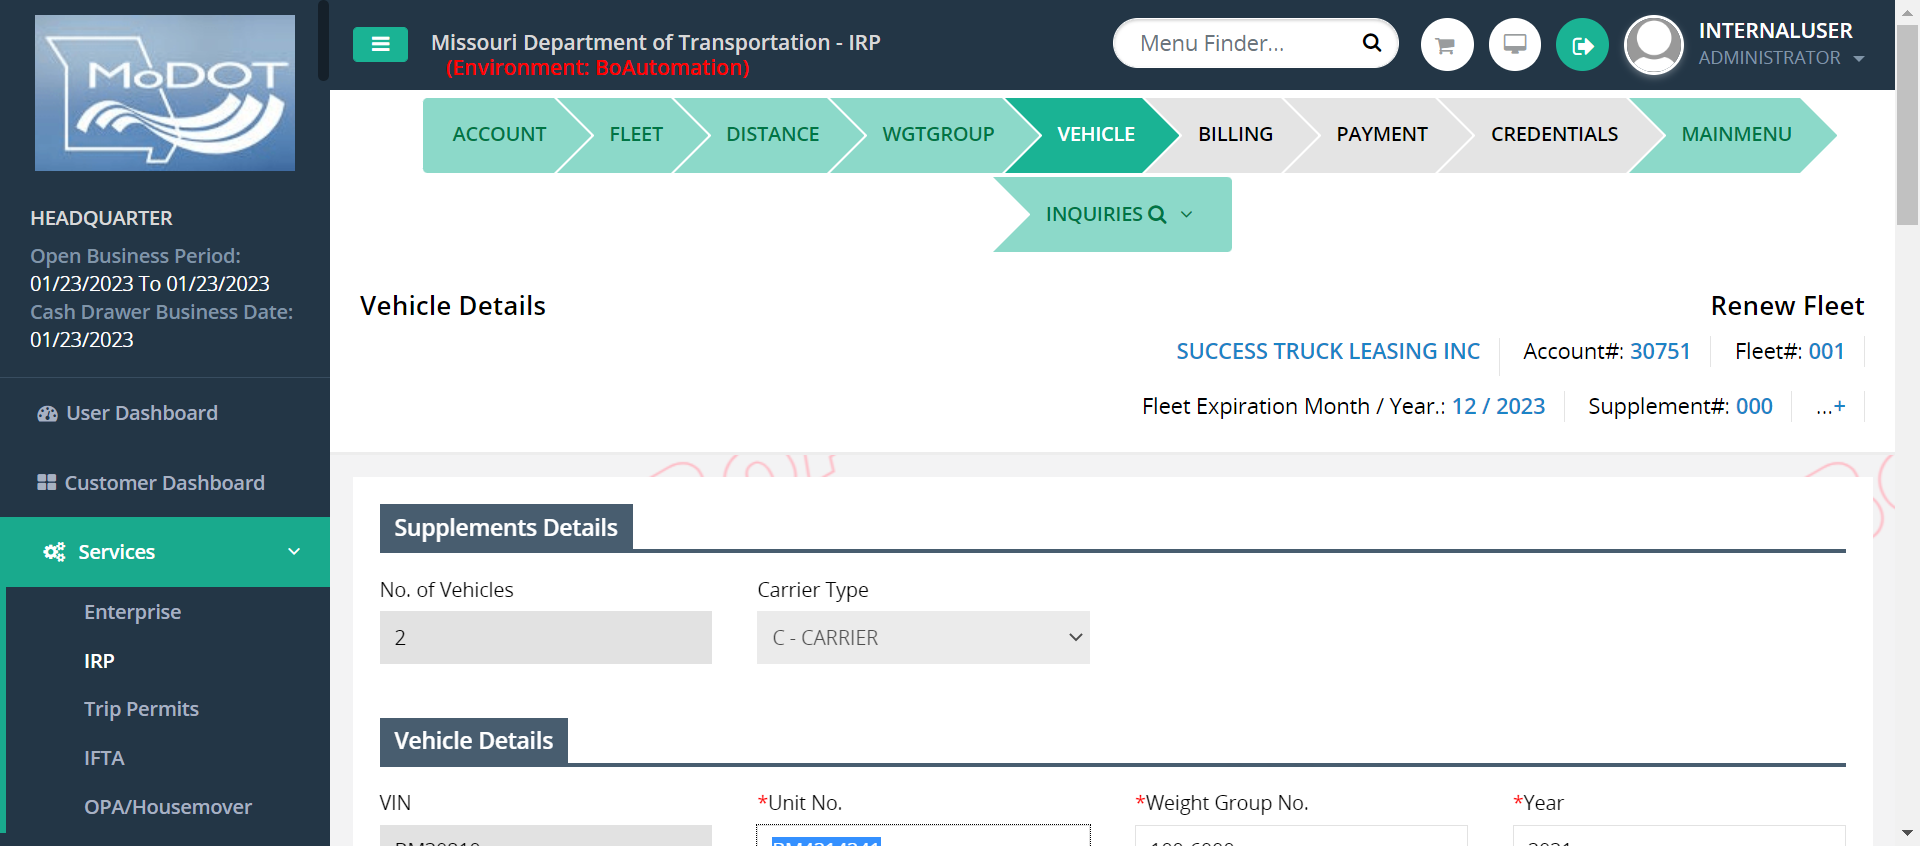 MoDOT
Missouri Department of Transportation - IRP
(Environment: BoAutomation)
Menu Finder...
INTERNALUSER
ADMINISTRATOR
HEADQUARTER
Open Business Period:
01/23/2023 To 01/23/2023
Cash Drawer Business Date:
01/23/2023
User Dashboard
Customer Dashboard
Services
Enterprise
IRP
Trip Permits
IFTA
OPA/Housemover
ACCOUNT
FLEET
DISTANCE
WGTGROUP
VEHICLE
BILLING
PAYMENT
CREDENTIALS
MAINMENU
INQUIRIES
Vehicle Details
Renew Fleet
SUCCESS TRUCK LEASING INC Account#: 30751 Fleet#: 001
Fleet Expiration Month / Year.: 12 / 2023 Supplement#: 000 ...+
Supplements Details
No. of Vehicles
2
Carrier Type
C - CARRIER
Vehicle Details
VIN
*Unit No.
*Weight Group No.
*Year